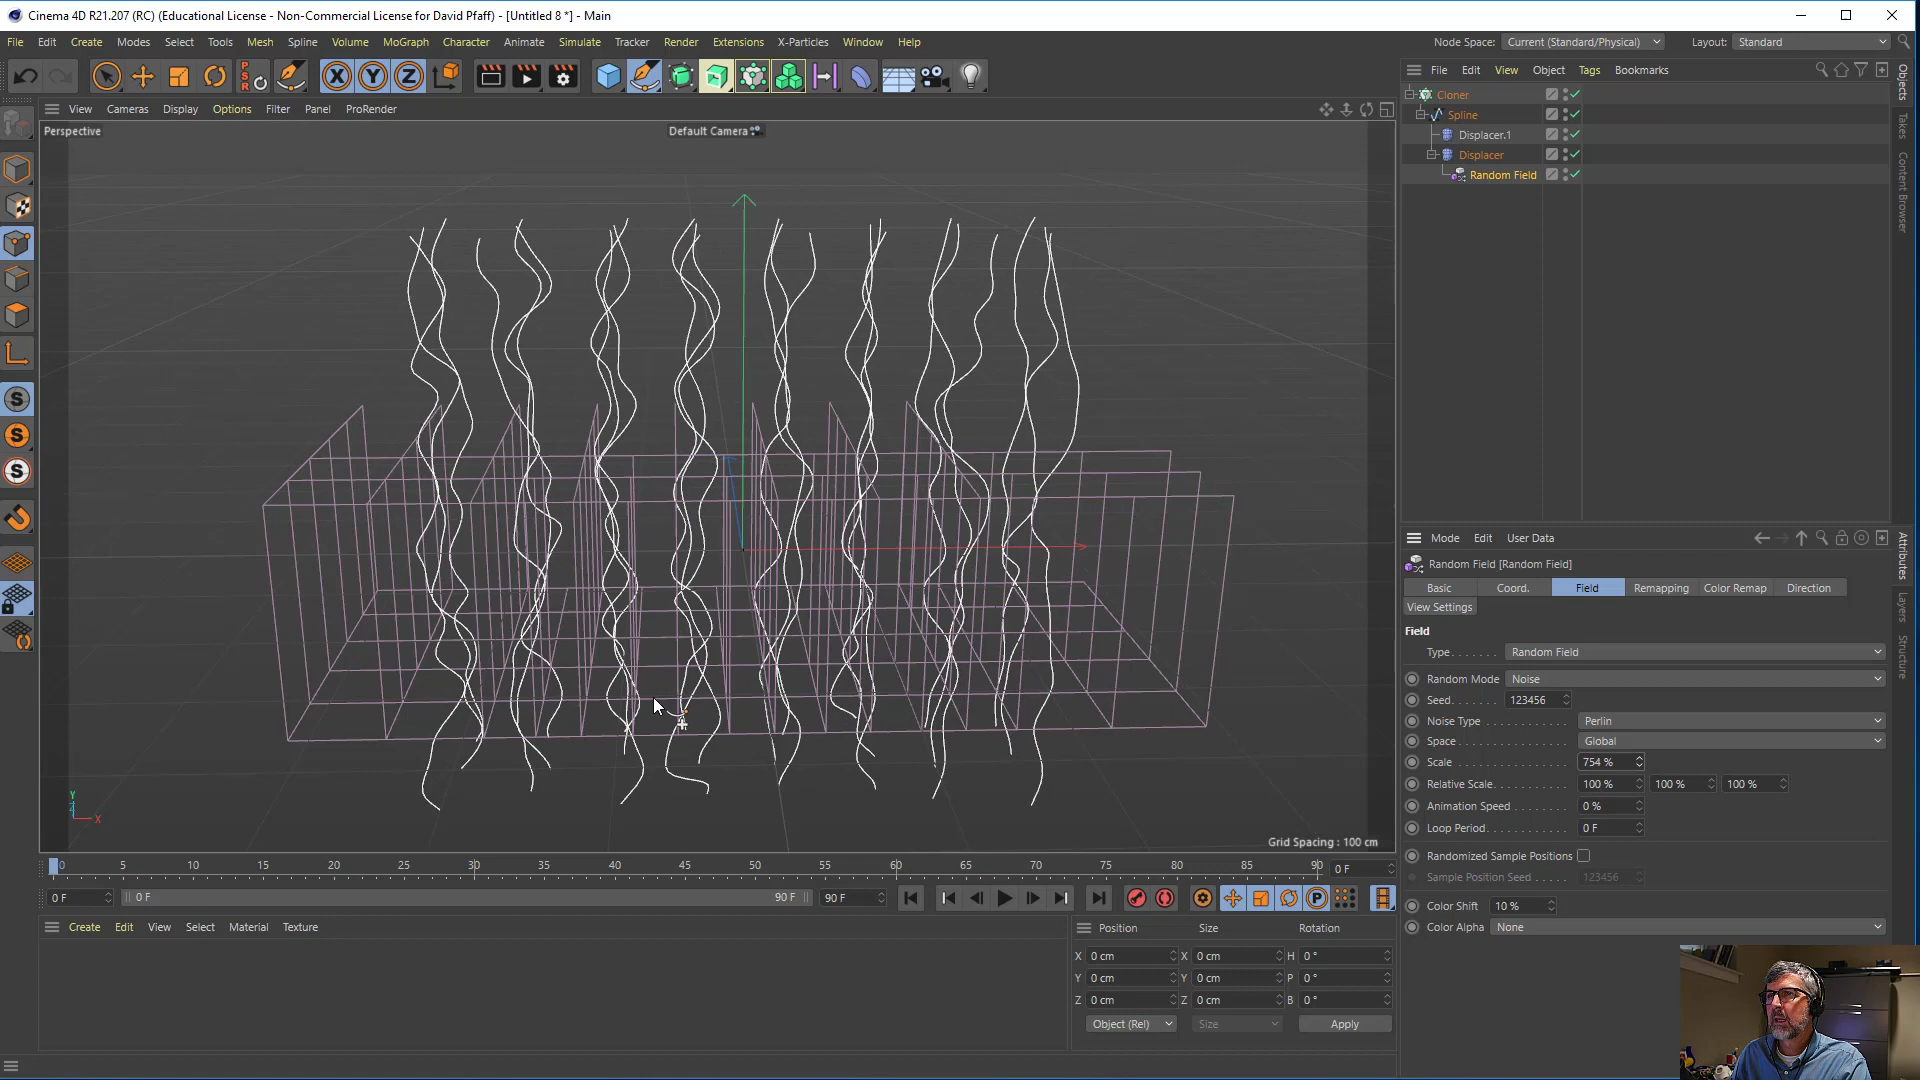 Cinema 4D R21.207 (RC) (Educational License - Non-Commercial License for David Pfaff) - [Untitled 8 *] - Main
File Edit Create Modes Select Tools Mesh Spline Volume MoGraph Character Animate Simulate Tracker Render Extensions X-Particles Window Help
Node Space: Current (Standard/Physical) Layout: Standard
X Y Z
PSR
File Edit View Object Tags Bookmarks
View Cameras Display Options Filter Panel ProRender
Perspective
Default Camera
Cloner
Spline
Displacer.1
Displacer
Random Field
Objects
Takes
Content Browser
Attributes
Layers
Structure
S
S
S
Mode Edit User Data
Random Field [Random Field]
Basic Coord. Field Remapping Color Remap Direction
View Settings
Field
Type Random Field
Random Mode Noise
Seed 123456
Noise Type Perlin
Space Global
Scale 754 %
Relative Scale 100 % 100 % 100 %
Animation Speed 0 %
Loop Period 0 F
Randomized Sample Positions
Sample Position Seed 123456
Color Shift 10 %
Color Alpha None
Y
Z
X
Grid Spacing : 100 cm
0 5 10 15 20 25 30 35 40 45 50 55 60 65 70 75 80 85 90 0 F
0 F 0 F 90 F 90 F
P
Create Edit View Select Material Texture
Position Size Rotation
X 0 cm X 0 cm H 0 °
Y 0 cm Y 0 cm P 0 °
Z 0 cm Z 0 cm B 0 °
Object (Rel) Size Apply